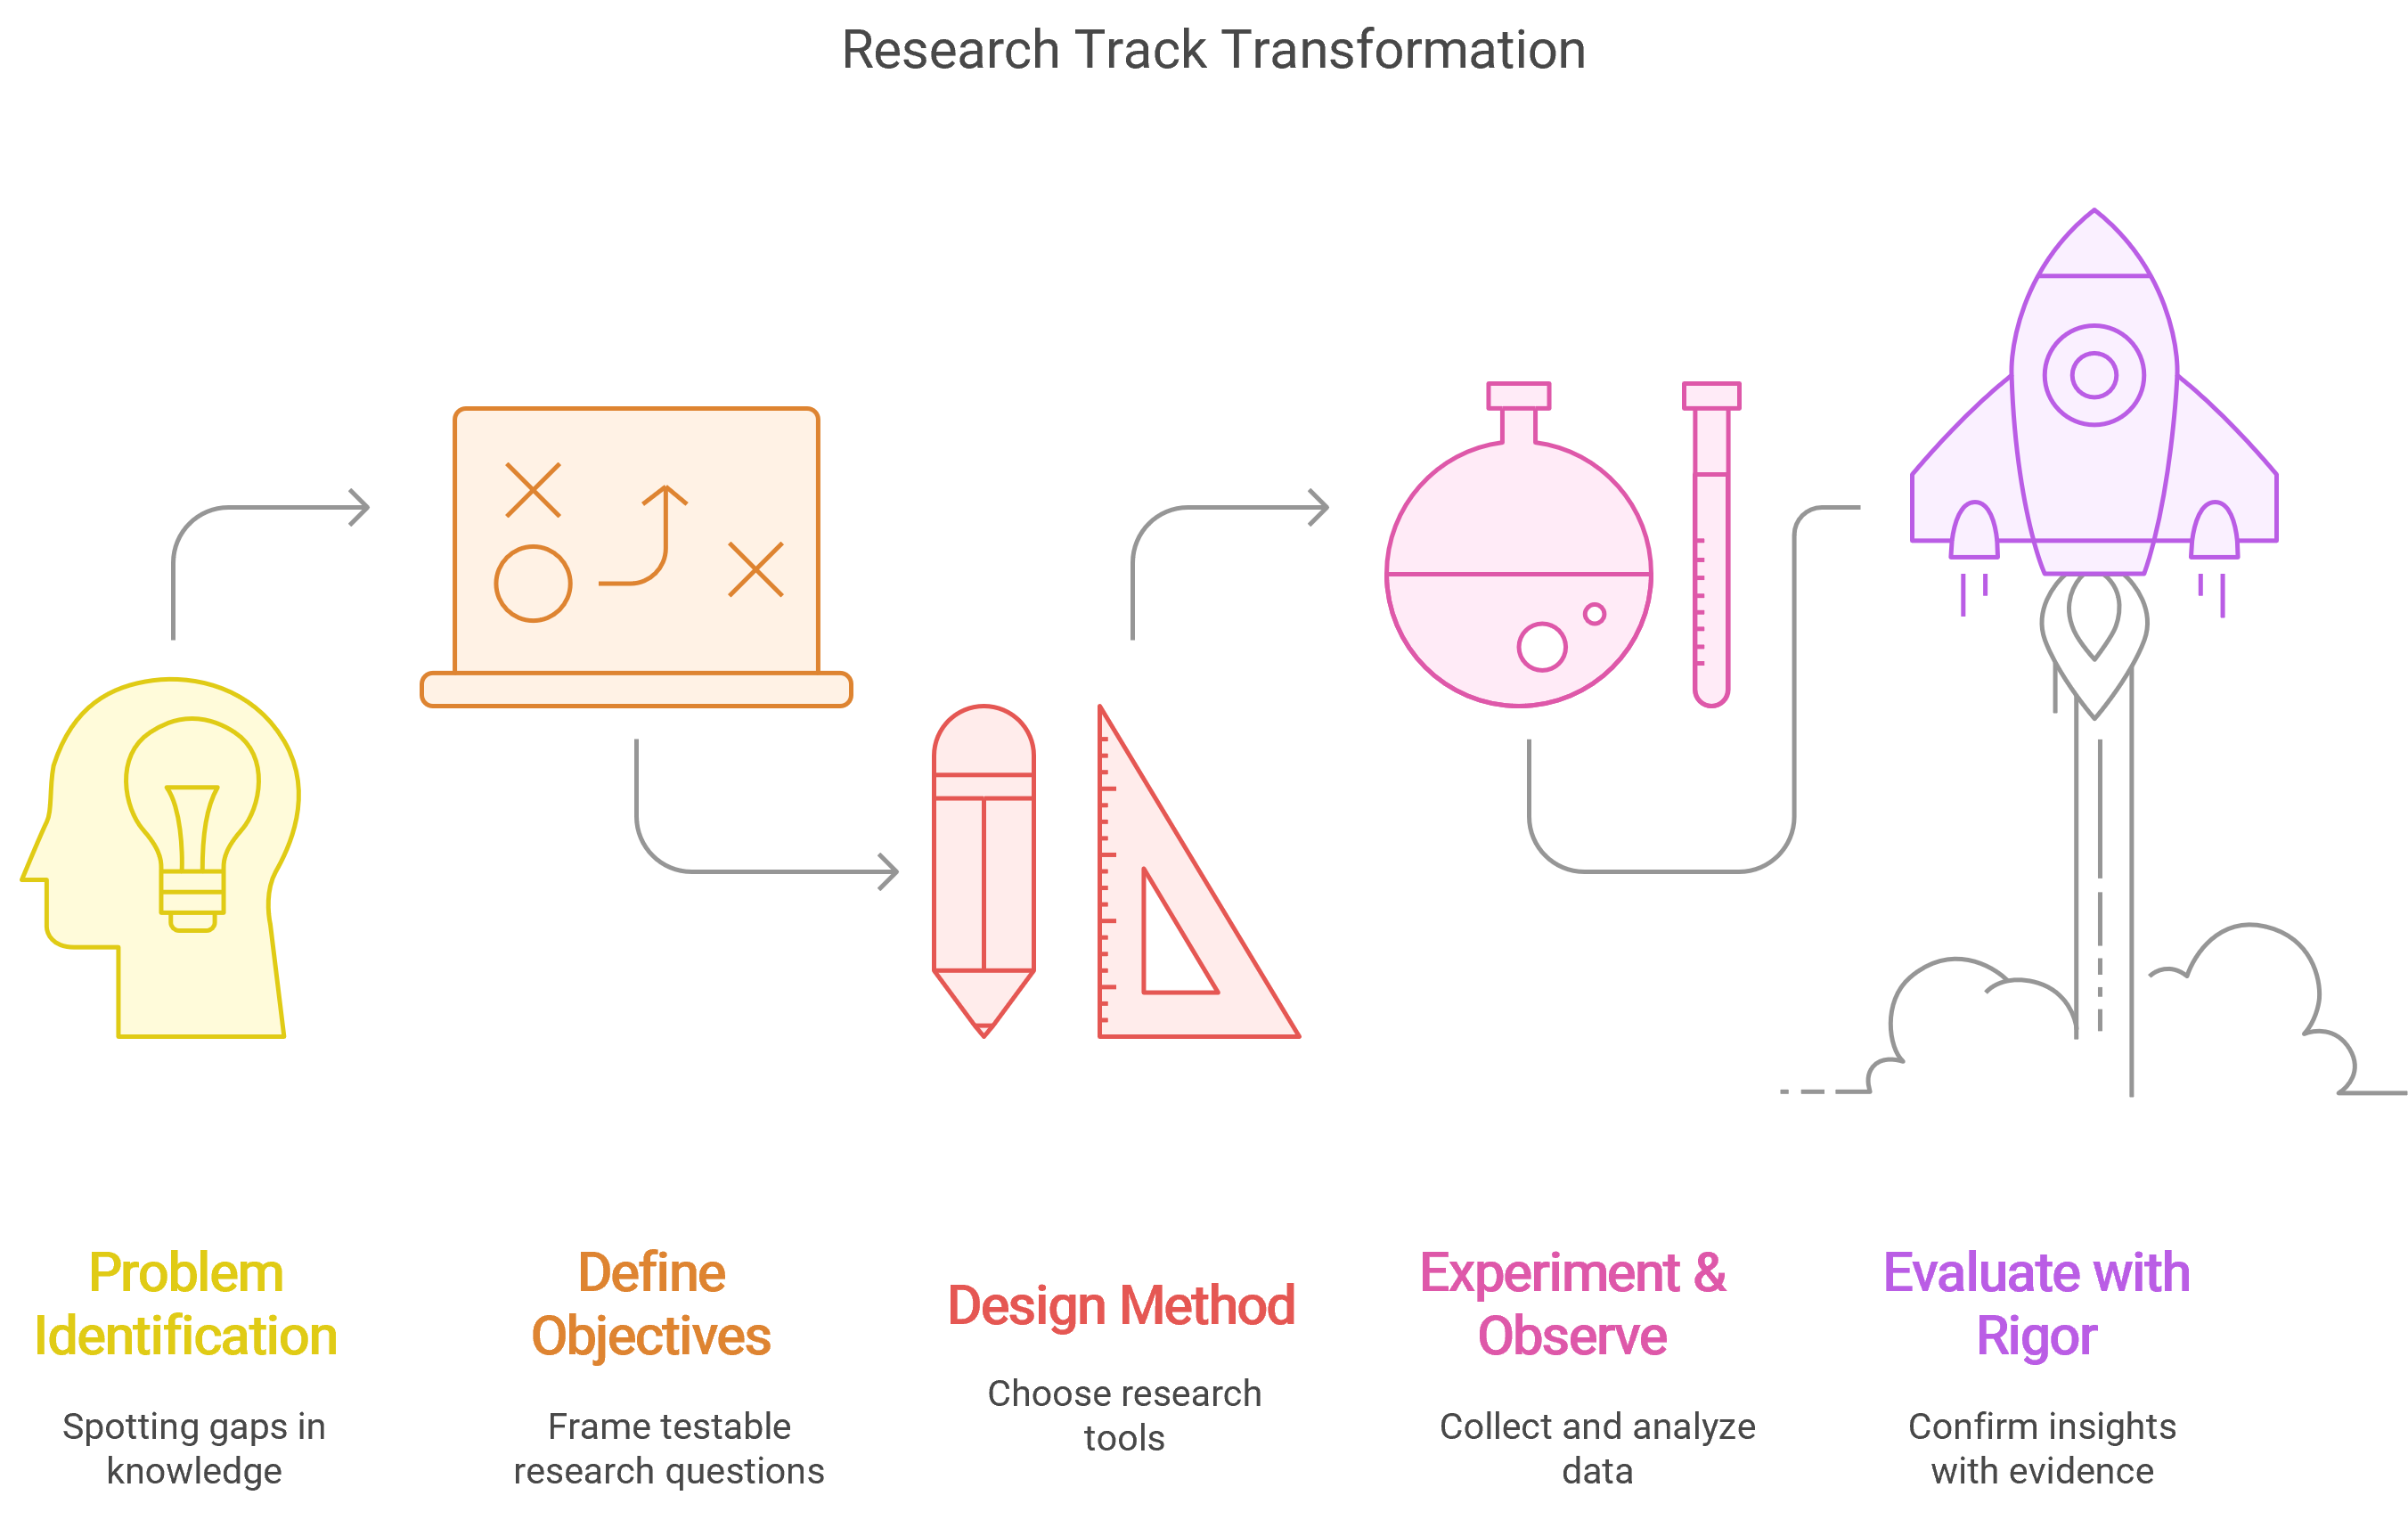 Research Track Transformation
Problem
Identification
Spotting gaps in
knowledge
Define
Objectives
Frame testable
research questions
Design Method
Choose research
tools
Experiment &
Observe
Collect and analyze
data
Evaluate with
Rigor
Confirm insights
with evidence